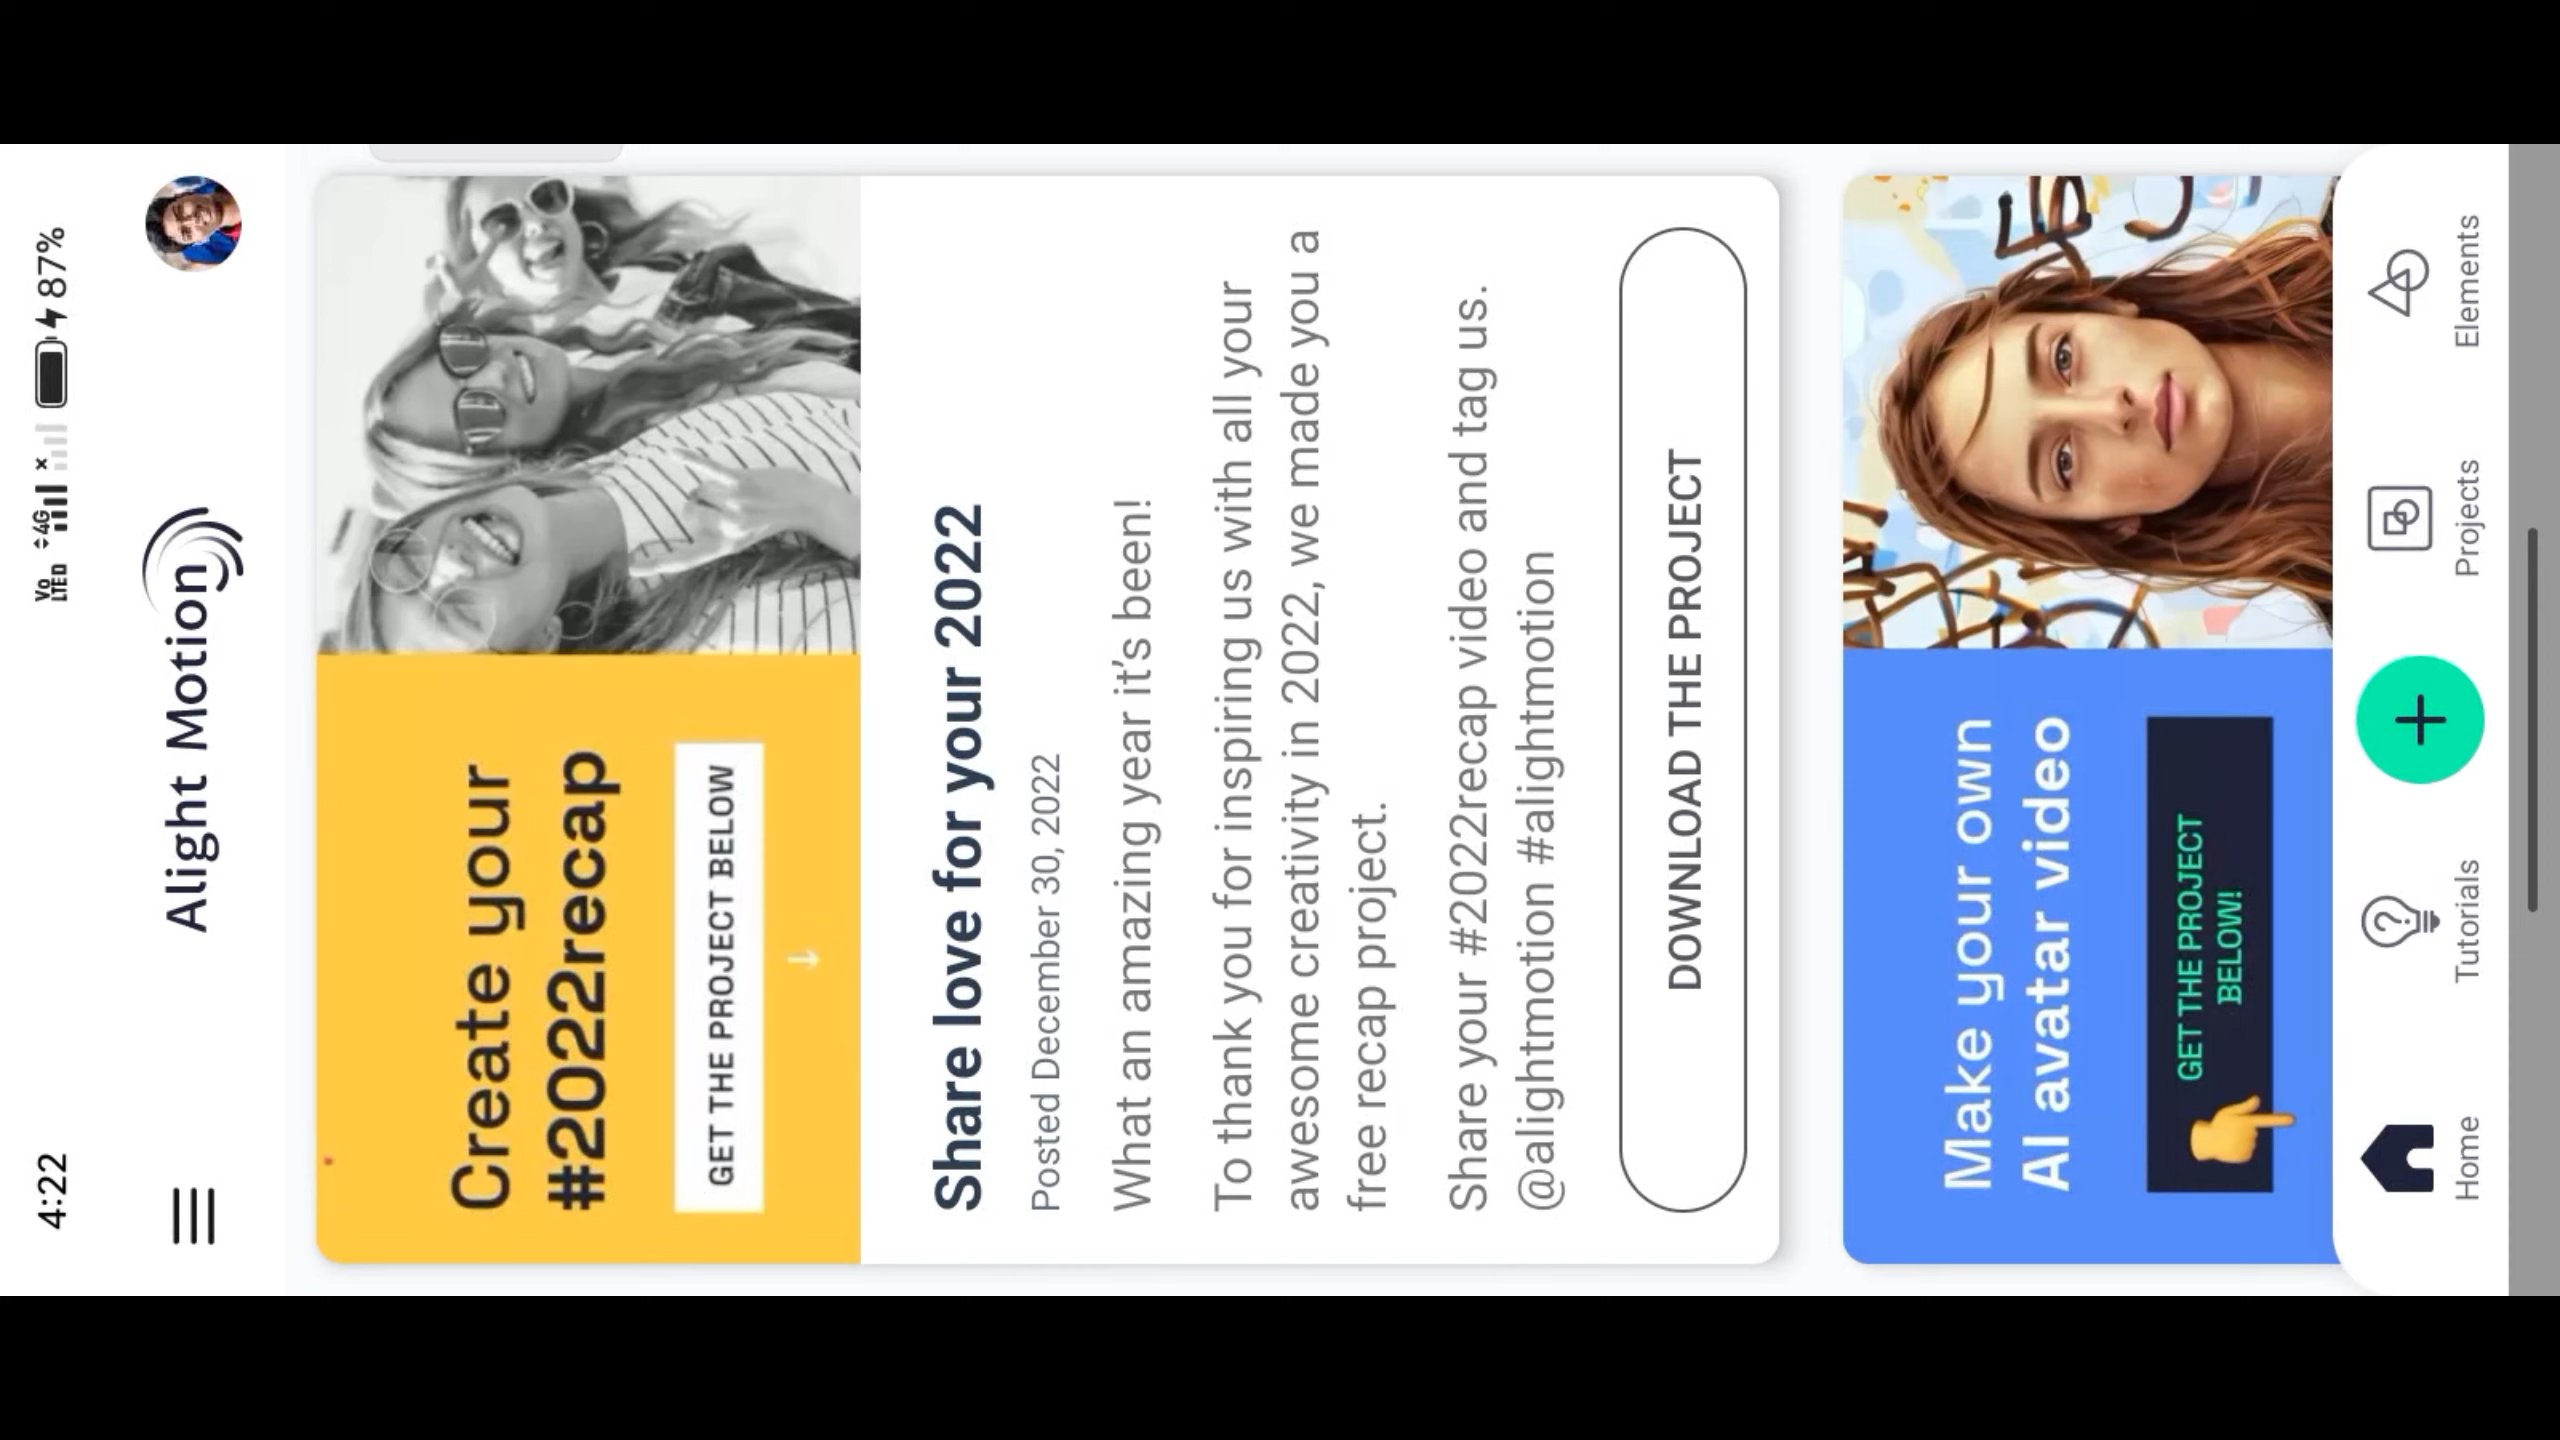 4:22
Vo LTED 4G 87%
Alight Motion
Create your
#2022recap
GET THE PROJECT BELOW
Share love for your 2022
Posted December 30, 2022
What an amazing year it's been!
To thank you for inspiring us with all your
awesome creativity in 2022, we made you a
free recap project.
Share your #2022recap video and tag us.
@alightmotion #alightmotion
DOWNLOAD THE PROJECT
Make your own
AI avatar video
GET THE PROJECT
BELOW!
Home
Tutorials
Projects
Elements